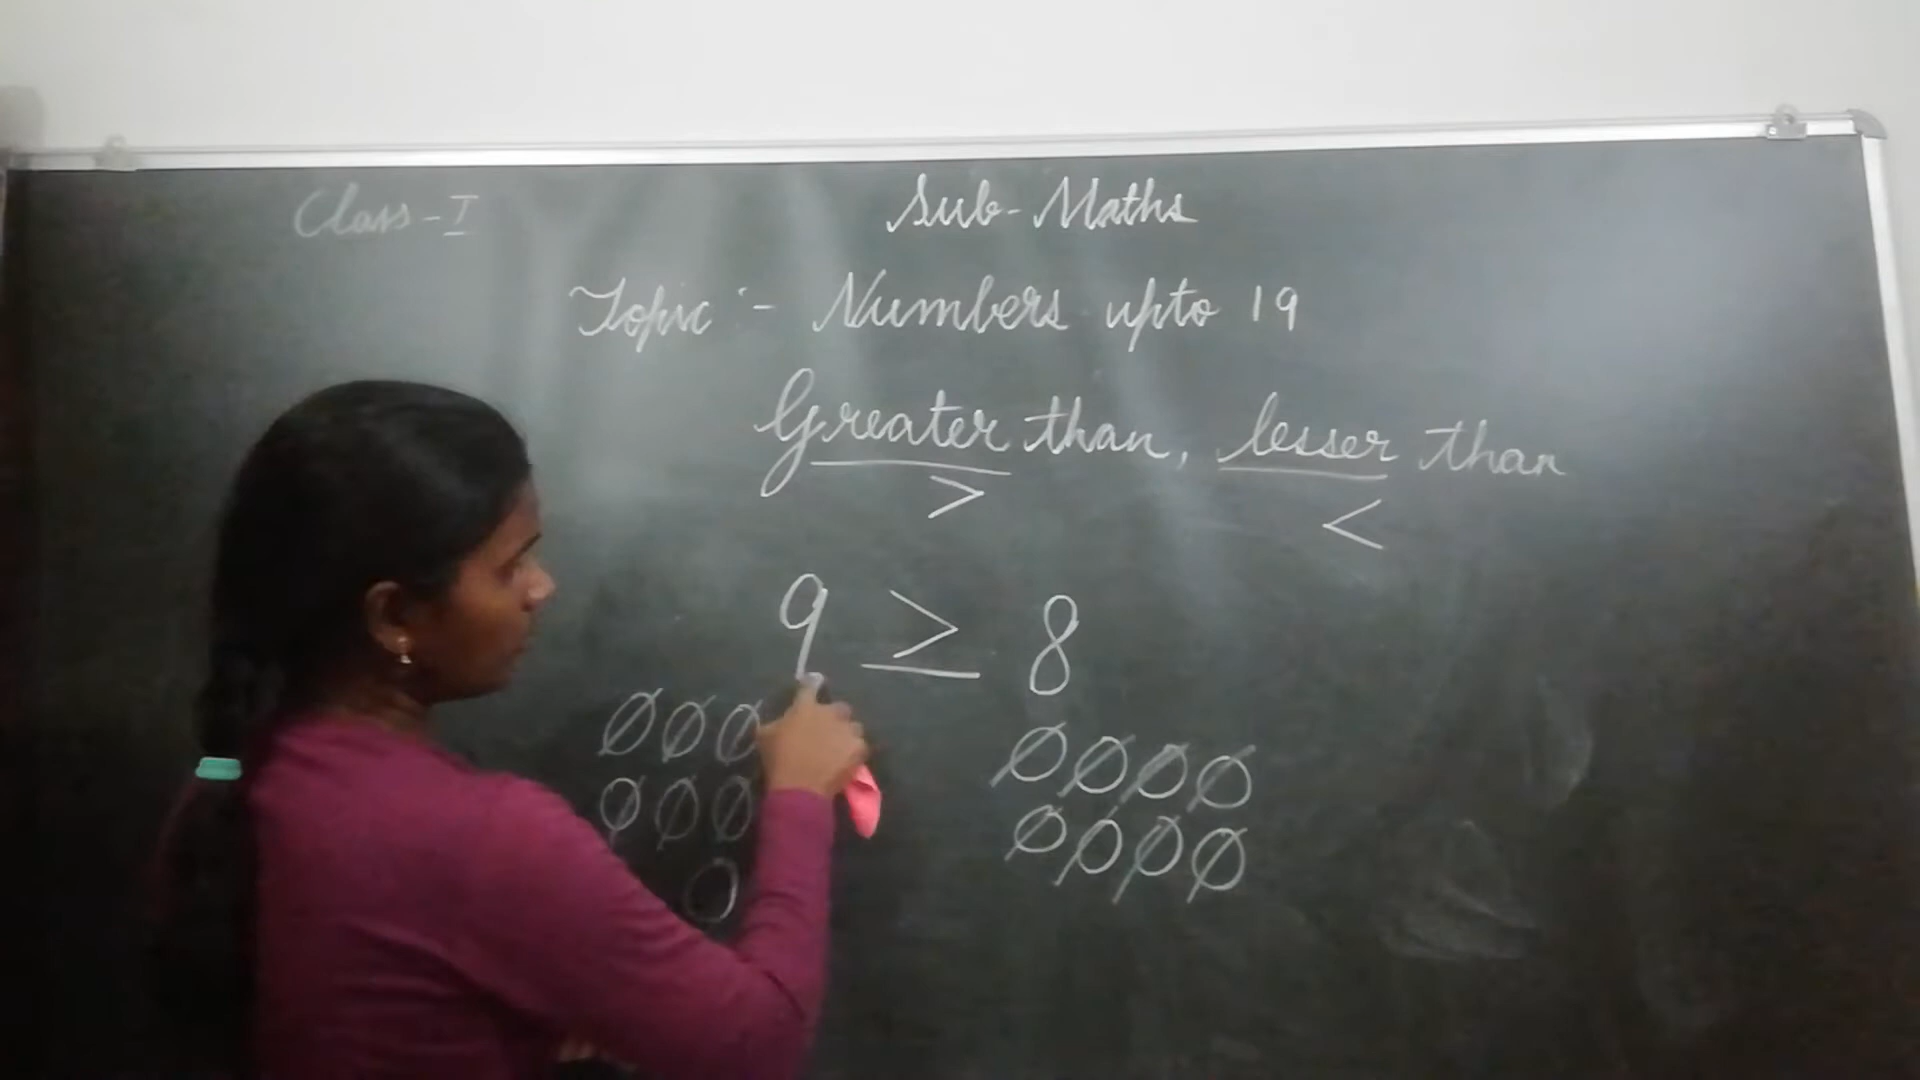 Class-I
Sub-Maths
Topic :- Numbers upto 19
Greater than, lesser than
> <
9 > 8